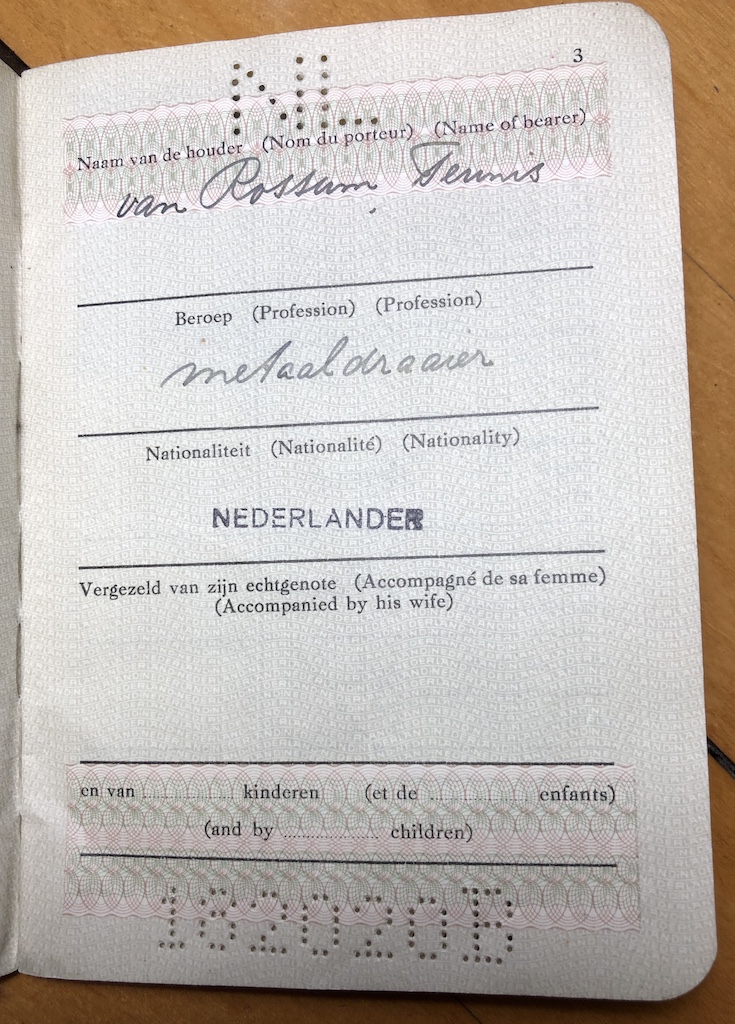 3
NL
Naam van de houder (Nom du porteur) (Name of bearer)
van Rossum, Teunis
Beroep (Profession) (Profession)
metaaldraaier
Nationaliteit (Nationalité) (Nationality)
NEDERLANDER
Vergezeld van zijn echtgenote (Accompagné de sa femme)
(Accompanied by his wife)
en van ............... kinderen (et de ............... enfants)
(and by ............... children)
182020E